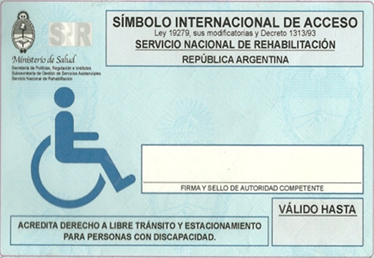 SNR
Ministerio de Salud
Secretaría de Políticas, Regulación e Institutos
Subsecretaría de Gestión de Servicios Asistenciales
Servicio Nacional de Rehabilitación
SÍMBOLO INTERNACIONAL DE ACCESO
Ley 19279, sus modificatorias y Decreto 1313/93
SERVICIO NACIONAL DE REHABILITACIÓN
REPÚBLICA ARGENTINA
FIRMA Y SELLO DE AUTORIDAD COMPETENTE
VÁLIDO HASTA
ACREDITA DERECHO A LIBRE TRÁNSITO Y ESTACIONAMIENTO
PARA PERSONAS CON DISCAPACIDAD.